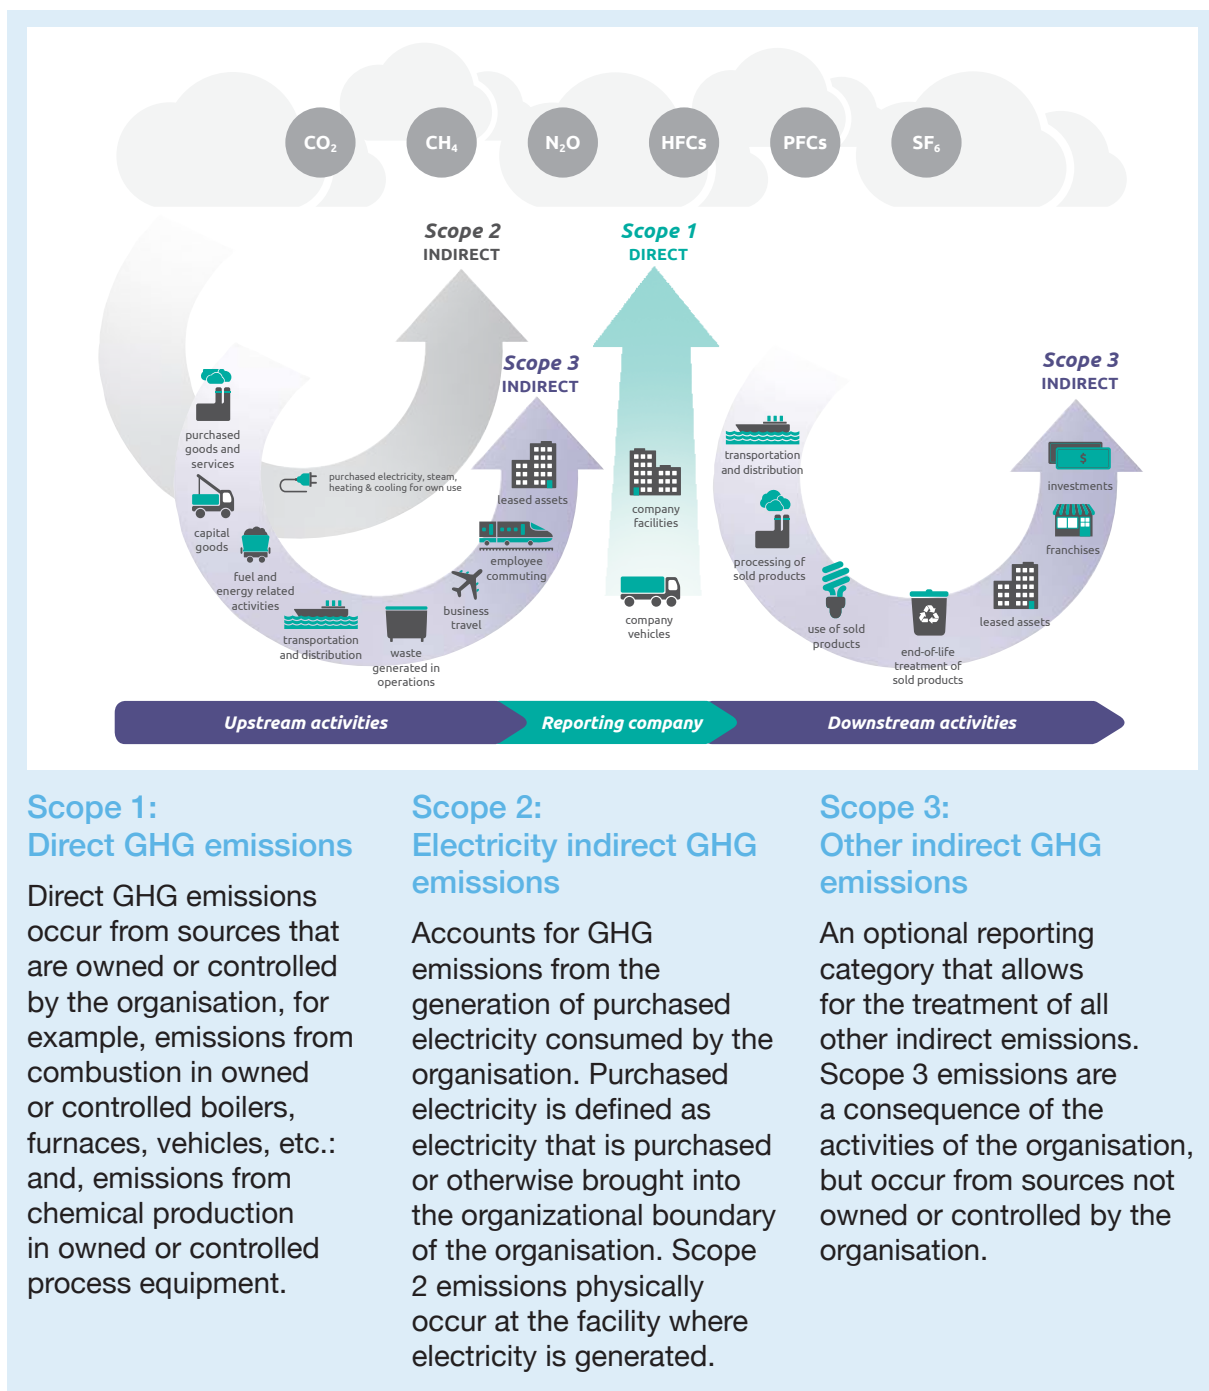 CO₂ CH₄ N₂O HFCs PFCs SF₆
Scope 2
INDIRECT
Scope 1
DIRECT
Scope 3
INDIRECT
Scope 3
INDIRECT
purchased
goods and
services
capital
goods
fuel and
energy related
activities
purchased electricity, steam,
heating & cooling for own use
transportation
and distribution
waste
generated in
operations
business
travel
employee
commuting
leased assets
company
facilities
company
vehicles
transportation
and distribution
processing of
sold products
use of sold
products
end-of-life
treatment of
sold products
leased assets
franchises
$
investments
Upstream activities
Reporting company
Downstream activities
Scope 1:
Direct GHG emissions
Direct GHG emissions
occur from sources that
are owned or controlled
by the organisation, for
example, emissions from
combustion in owned
or controlled boilers,
furnaces, vehicles, etc.:
and, emissions from
chemical production
in owned or controlled
process equipment.
Scope 2:
Electricity indirect GHG
emissions
Accounts for GHG
emissions from the
generation of purchased
electricity consumed by the
organisation. Purchased
electricity is defined as
electricity that is purchased
or otherwise brought into
the organizational boundary
of the organisation. Scope
2 emissions physically
occur at the facility where
electricity is generated.
Scope 3:
Other indirect GHG
emissions
An optional reporting
category that allows
for the treatment of all
other indirect emissions.
Scope 3 emissions are
a consequence of the
activities of the organisation,
but occur from sources not
owned or controlled by the
organisation.